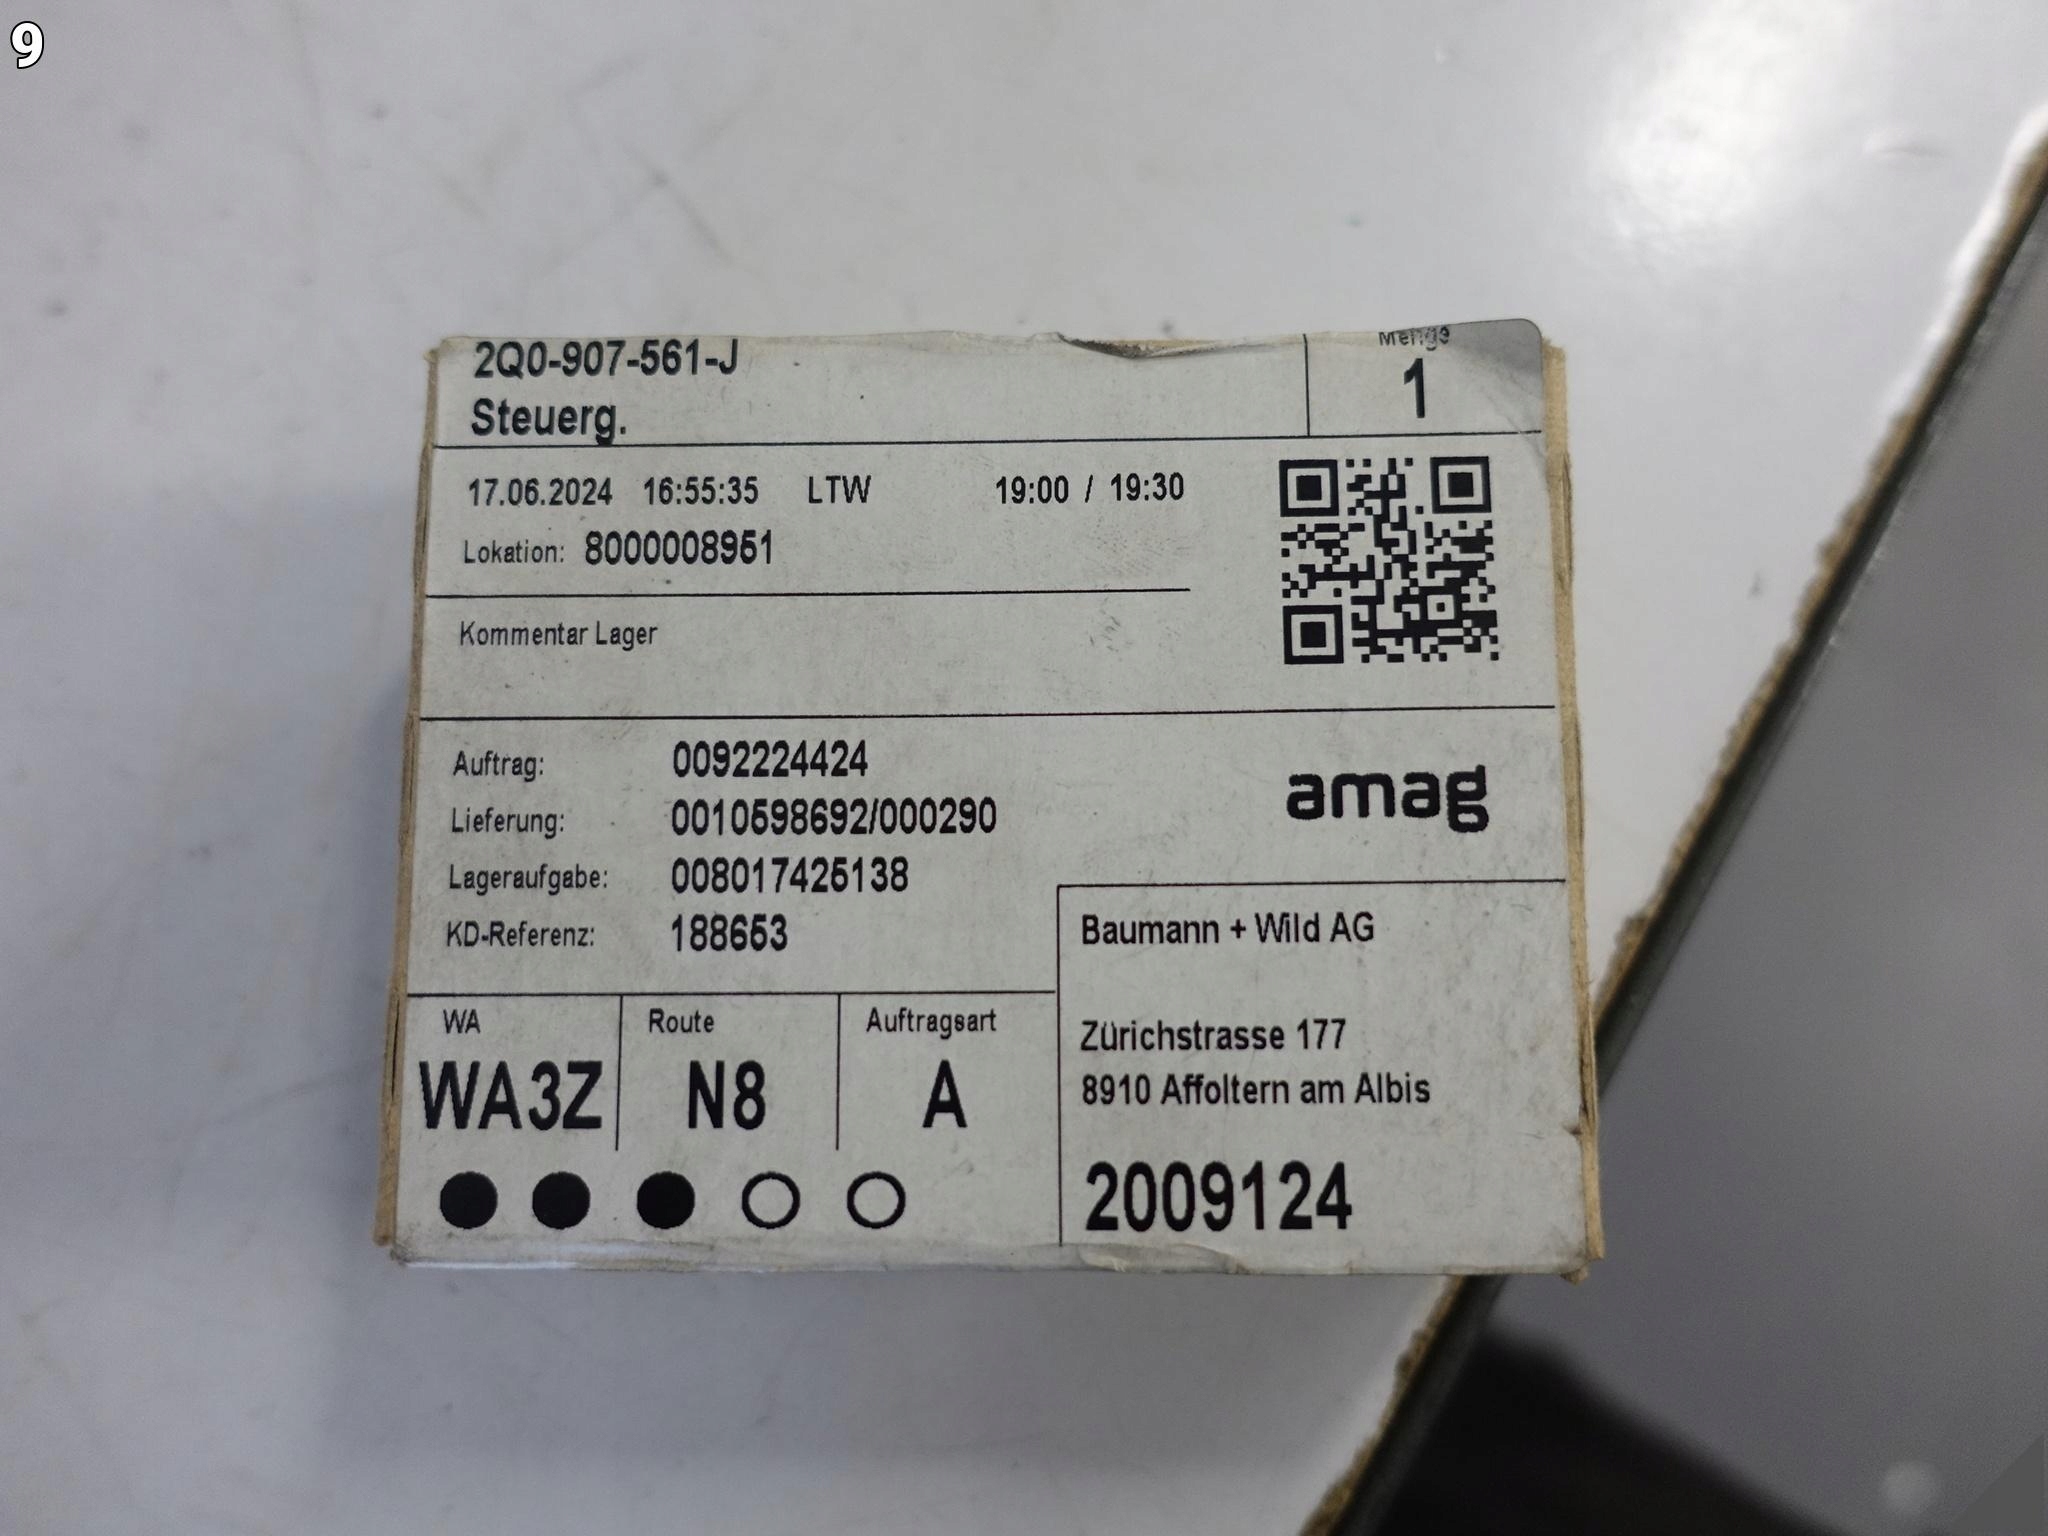 9
2Q0-907-561-J
Steuerg.
Menge
1
17.06.2024 16:55:35 LTW 19:00 / 19:30
Lokation: 8000008951
Kommentar Lager
Auftrag: 0092224424
Lieferung: 0010598692/000290
Lageraufgabe: 008017425138
KD-Referenz: 188653
amag
Baumann + Wild AG
Zürichstrasse 177
8910 Affoltern am Albis
2009124
WA Route Auftragsart
WA3Z N8 A